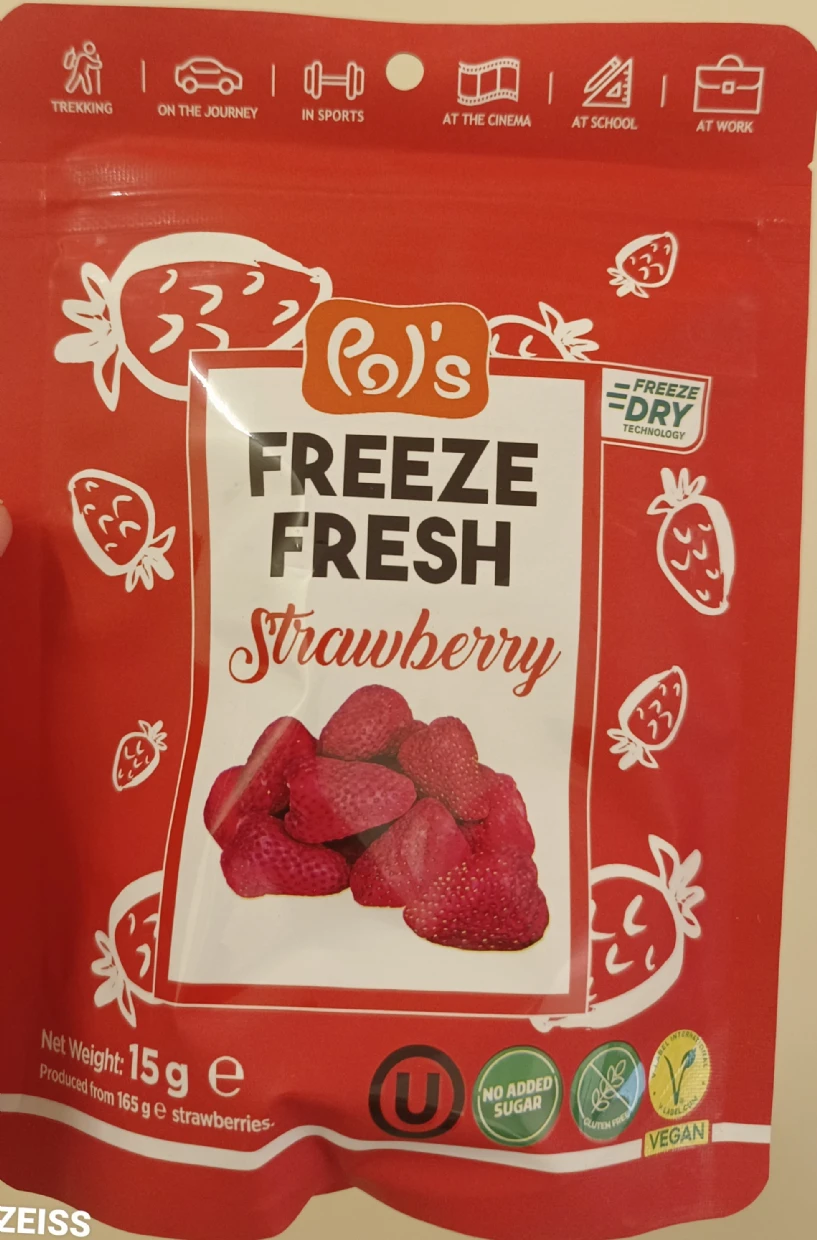 TREKKING
ON THE JOURNEY
IN SPORTS
AT THE CINEMA
AT SCHOOL
AT WORK
Pol's
FREEZE
DRY
TECHNOLOGY
FREEZE
FRESH
Strawberry
Net Weight: 15 g e
Produced from 165 g e strawberries.
U
NO ADDED
SUGAR
GLUTEN FREE
V
VEGAN
ZEISS